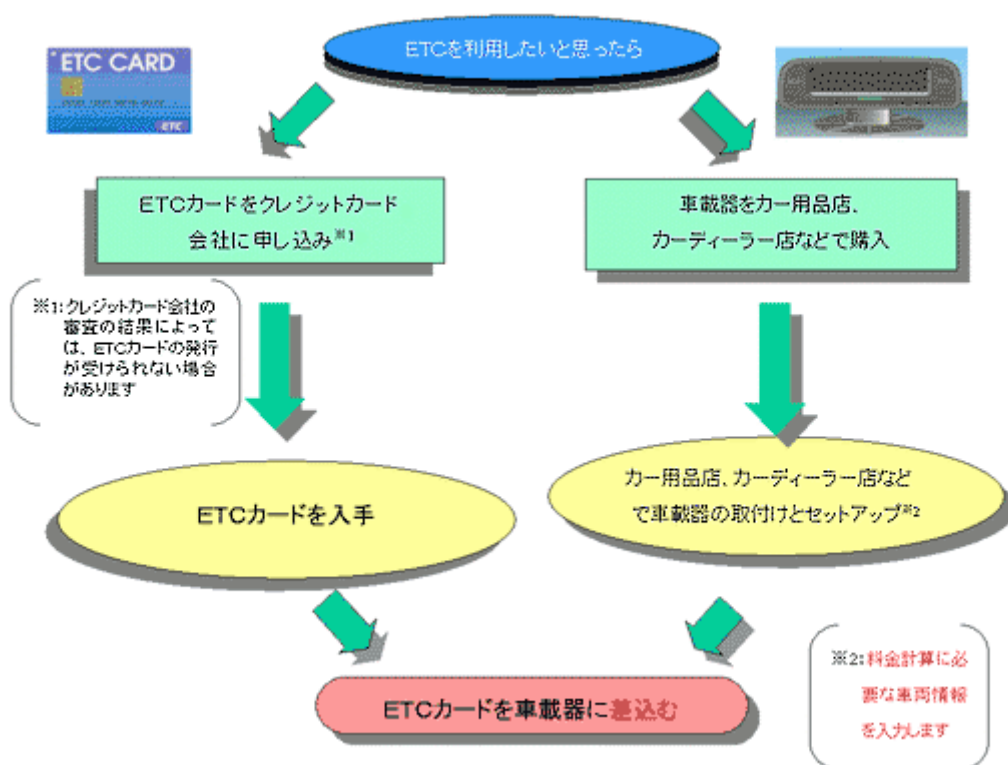 ETCを利用したいと思ったら
ETC CARD
ETC
ETCカードをクレジットカード
会社に申し込み※1
車載器をカー用品店、
カーディーラー店などで購入
※1:クレジットカード会社の
審査の結果によって
は、ETCカードの発行
が受けられない場合
があります
ETCカードを入手
カー用品店、カーディーラー店など
で車載器の取付けとセットアップ※2
※2:料金計算に必
要な車両情報
を入力します
ETCカードを車載器に差込む